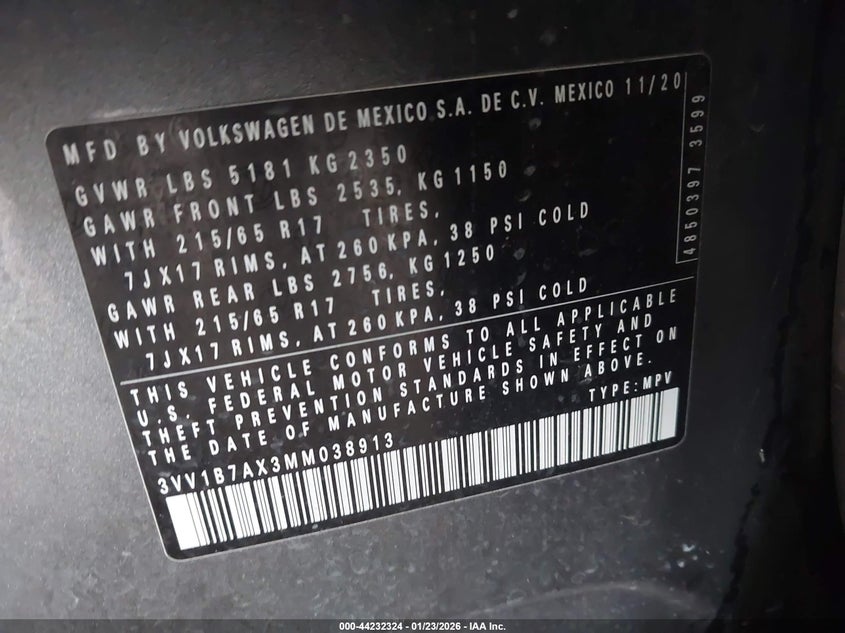 MFD BY VOLKSWAGEN DE MEXICO S.A. DE C.V. MEXICO 11/20
GVWR LBS 5181 KG 2350
GAWR FRONT LBS 2535, KG 1150
WITH 215/65 R17 TIRES,
7JX17 RIMS, AT 260 KPA, 38 PSI COLD
GAWR REAR LBS 2756, KG 1250
WITH 215/65 R17 TIRES,
7JX17 RIMS, AT 260 KPA, 38 PSI COLD
THIS VEHICLE CONFORMS TO ALL APPLICABLE
U.S. FEDERAL MOTOR VEHICLE SAFETY AND
THEFT PREVENTION STANDARDS IN EFFECT ON
THE DATE OF MANUFACTURE SHOWN ABOVE.
TYPE: MPV
3VV1B7AX3MM038913
4850397 3599
000-44232324 - 01/23/2026 - IAA Inc.